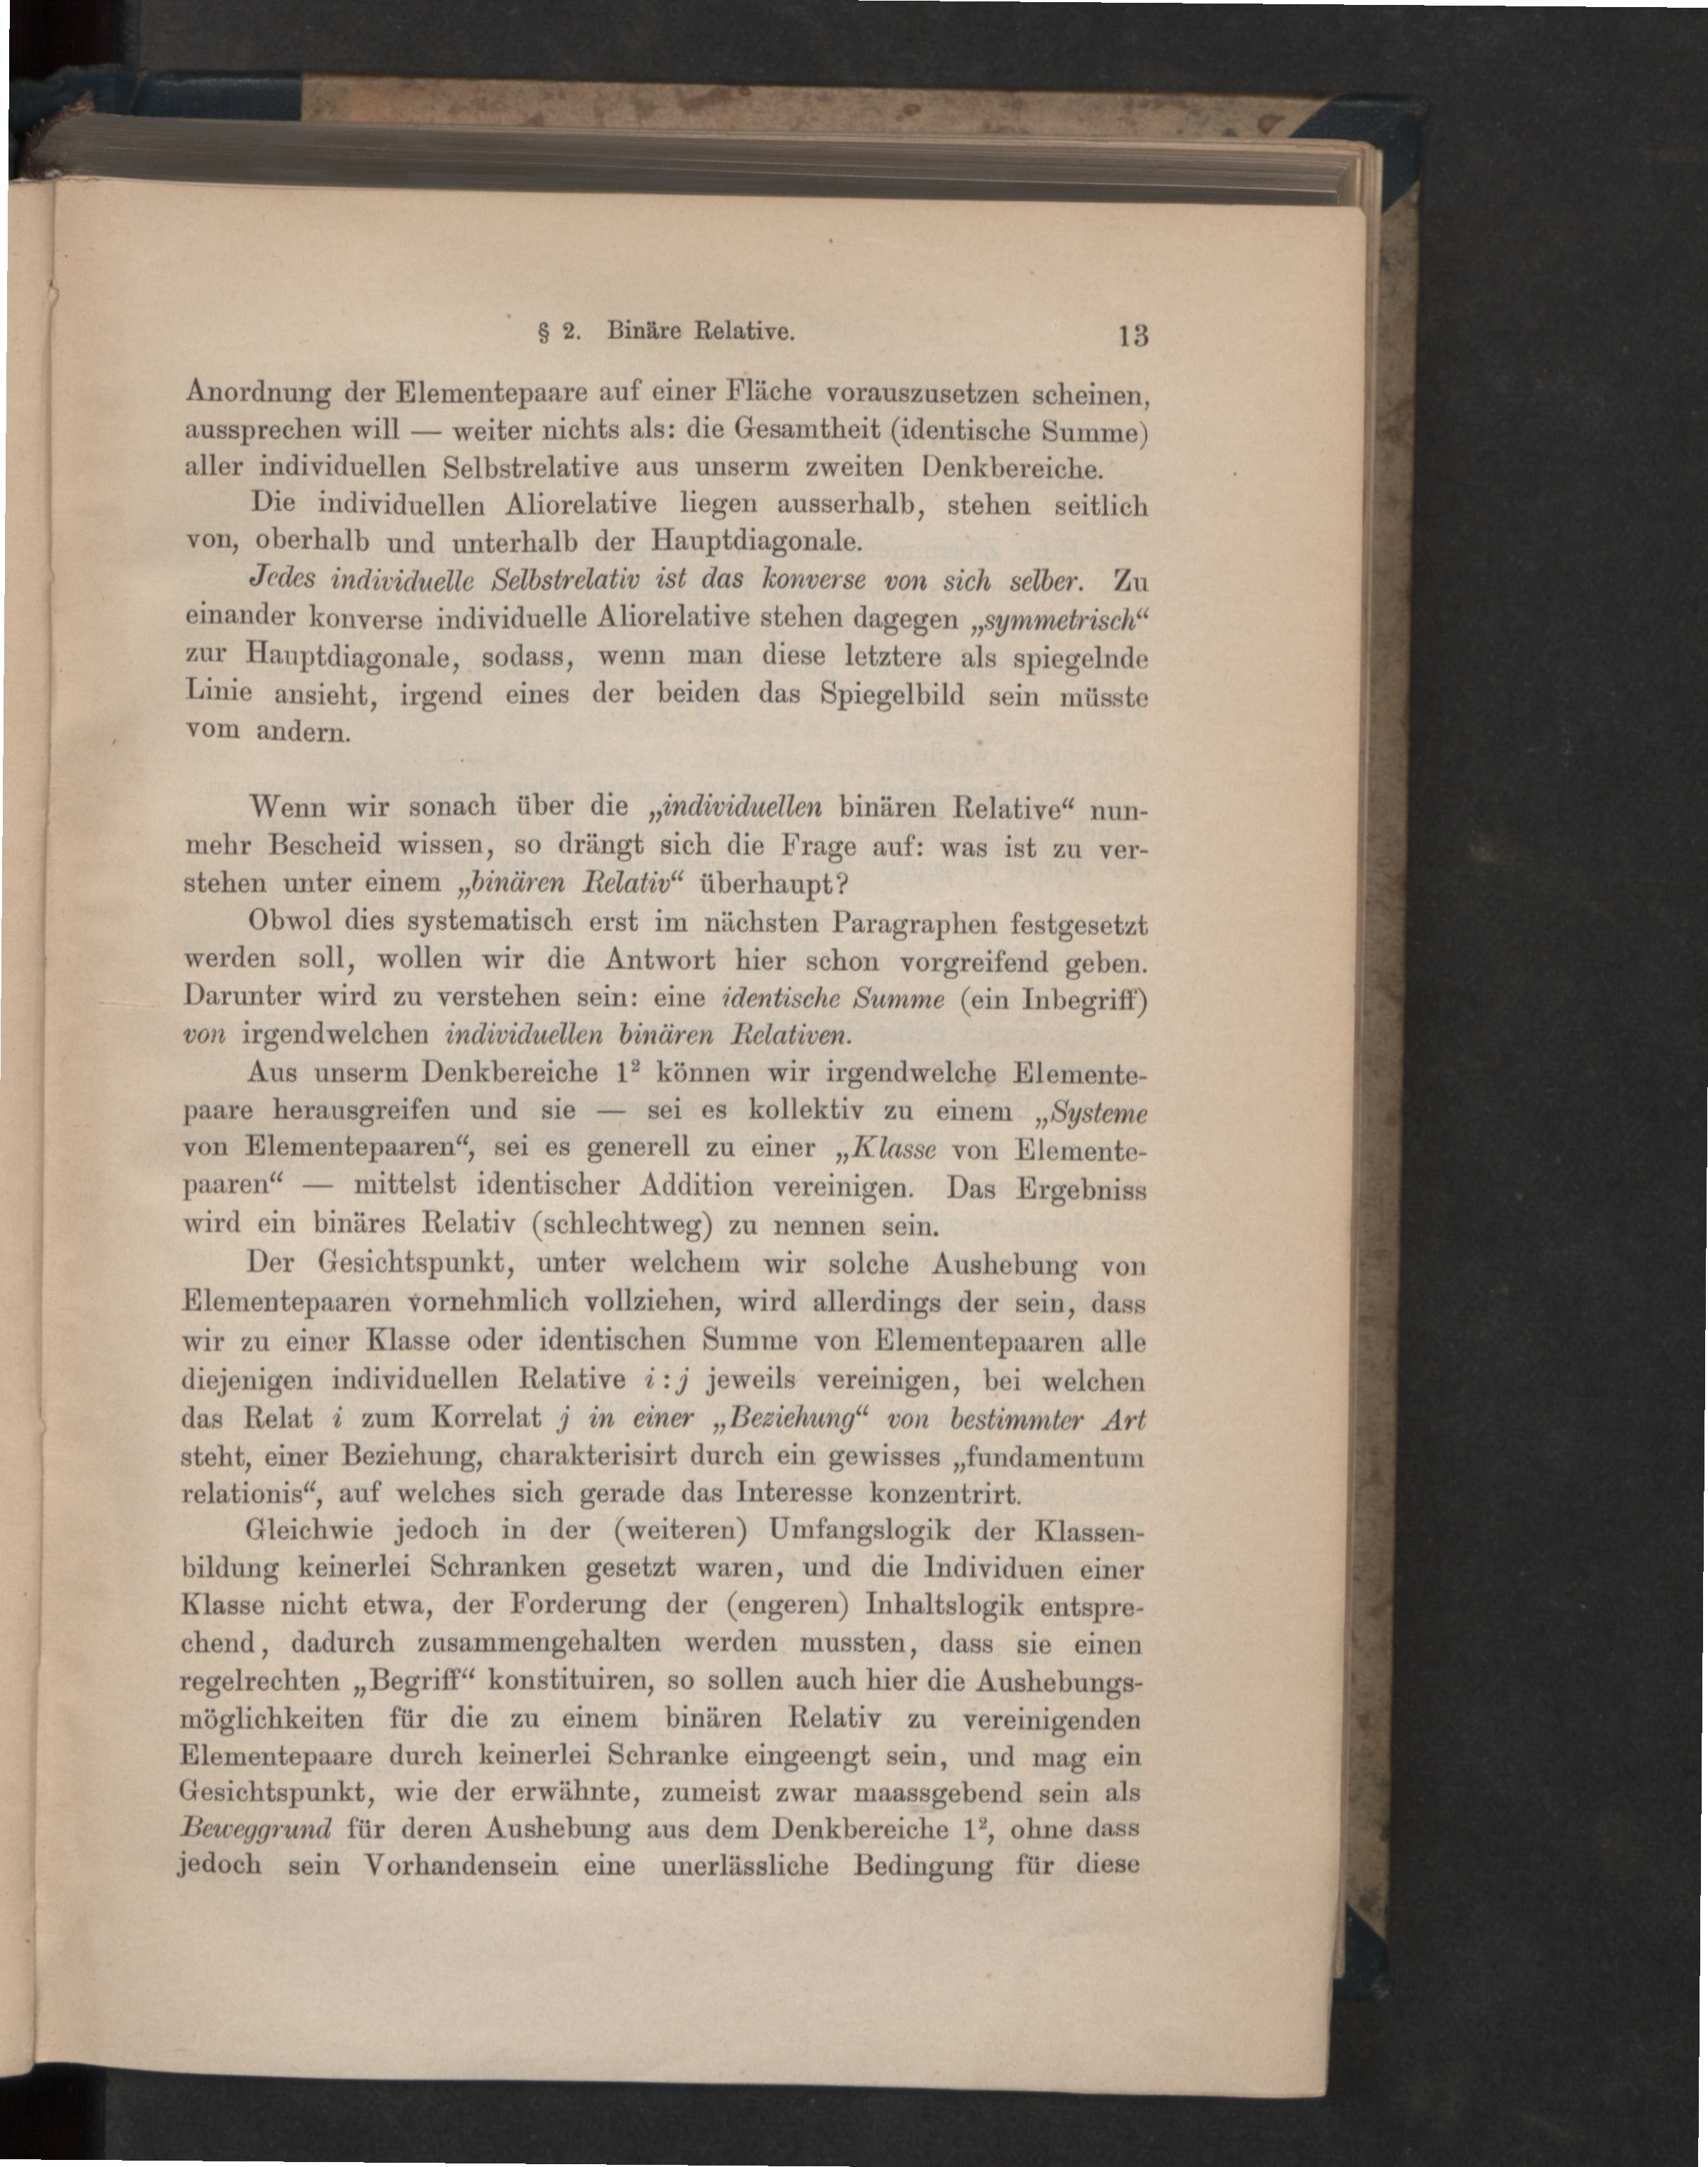 § 2. Binäre Relative. 13
Anordnung der Elementepaare auf einer Fläche vorauszusetzen scheinen,
aussprechen will — weiter nichts als: die Gesamtheit (identische Summe)
aller individuellen Selbstrelative aus unserm zweiten Denkbereiche.
Die individuellen Aliorelative liegen ausserhalb, stehen seitlich
von, oberhalb und unterhalb der Hauptdiagonale.
Jedes individuelle Selbstrelativ ist das konverse von sich selber. Zu
einander konverse individuelle Aliorelative stehen dagegen „symmetrisch“
zur Hauptdiagonale, sodass, wenn man diese letztere als spiegelnde
Linie ansieht, irgend eines der beiden das Spiegelbild sein müsste
vom andern.
Wenn wir sonach über die „individuellen binären Relative“ nun-
mehr Bescheid wissen, so drängt sich die Frage auf: was ist zu ver-
stehen unter einem „binären Relativ“ überhaupt?
Obwol dies systematisch erst im nächsten Paragraphen festgesetzt
werden soll, wollen wir die Antwort hier schon vorgreifend geben.
Darunter wird zu verstehen sein: eine identische Summe (ein Inbegriff)
von irgendwelchen individuellen binären Relativen.
Aus unserm Denkbereiche 1² können wir irgendwelche Elemente-
paare herausgreifen und sie — sei es kollektiv zu einem „Systeme
von Elementepaaren“, sei es generell zu einer „Klasse von Elemente-
paaren“ — mittelst identischer Addition vereinigen. Das Ergebniss
wird ein binäres Relativ (schlechtweg) zu nennen sein.
Der Gesichtspunkt, unter welchem wir solche Aushebung von
Elementepaaren vornehmlich vollziehen, wird allerdings der sein, dass
wir zu einer Klasse oder identischen Summe von Elementepaaren alle
diejenigen individuellen Relative i : j jeweils vereinigen, bei welchen
das Relat i zum Korrelat j in einer „Beziehung“ von bestimmter Art
steht, einer Beziehung, charakterisirt durch ein gewisses „fundamentum
relationis“, auf welches sich gerade das Interesse konzentrirt.
Gleichwie jedoch in der (weiteren) Umfangslogik der Klassen-
bildung keinerlei Schranken gesetzt waren, und die Individuen einer
Klasse nicht etwa, der Forderung der (engeren) Inhaltslogik entspre-
chend, dadurch zusammengehalten werden mussten, dass sie einen
regelrechten „Begriff“ konstituiren, so sollen auch hier die Aushebungs-
möglichkeiten für die zu einem binären Relativ zu vereinigenden
Elementepaare durch keinerlei Schranke eingeengt sein, und mag ein
Gesichtspunkt, wie der erwähnte, zumeist zwar maassgebend sein als
Beweggrund für deren Aushebung aus dem Denkbereiche 1², ohne dass
jedoch sein Vorhandensein eine unerlässliche Bedingung für diese